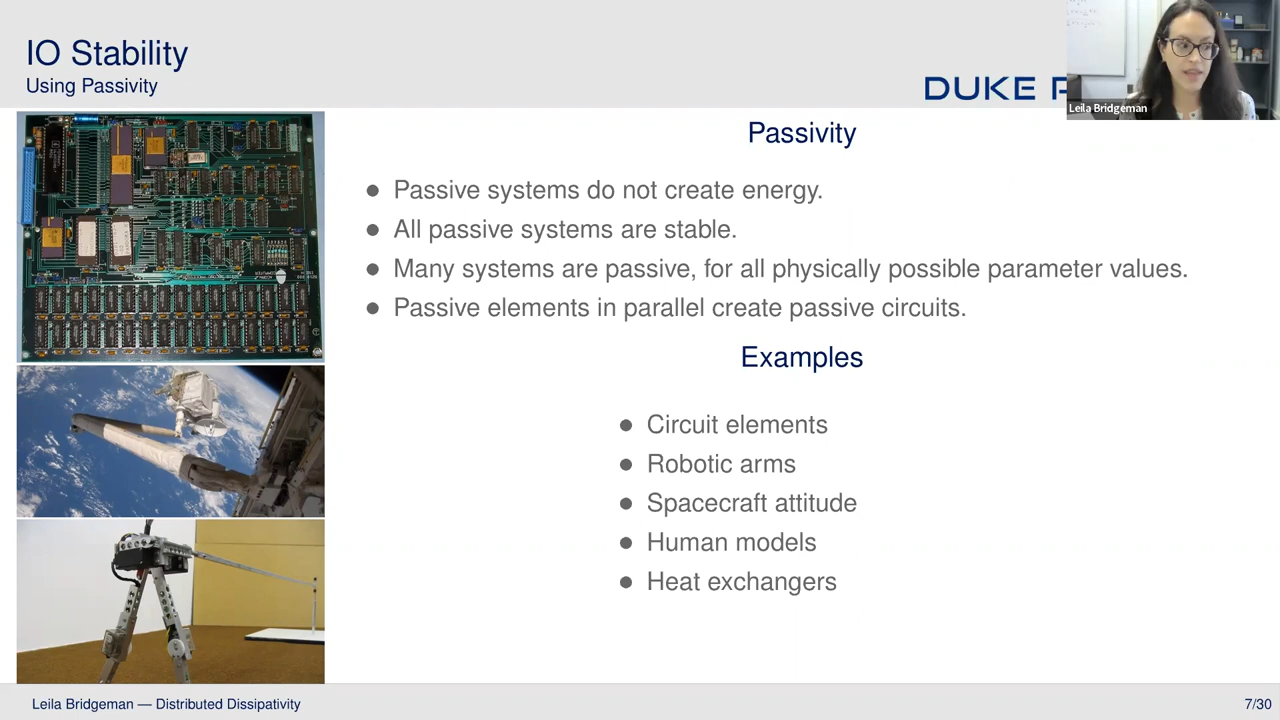 IO Stability
Using Passivity
DUKE
Leila Bridgeman
Passivity
● Passive systems do not create energy.
● All passive systems are stable.
● Many systems are passive, for all physically possible parameter values.
● Passive elements in parallel create passive circuits.
Examples
● Circuit elements
● Robotic arms
● Spacecraft attitude
● Human models
● Heat exchangers
Leila Bridgeman — Distributed Dissipativity
7/30